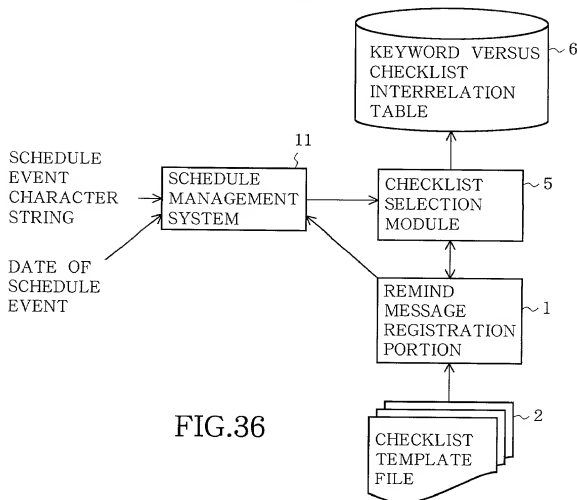 KEYWORD VERSUS
CHECKLIST
INTERRELATION
TABLE
6
11
SCHEDULE
EVENT
CHARACTER
STRING
SCHEDULE
MANAGEMENT
SYSTEM
CHECKLIST
SELECTION
MODULE
5
DATE OF
SCHEDULE
EVENT
REMIND
MESSAGE
REGISTRATION
PORTION
1
FIG.36
2
CHECKLIST
TEMPLATE
FILE